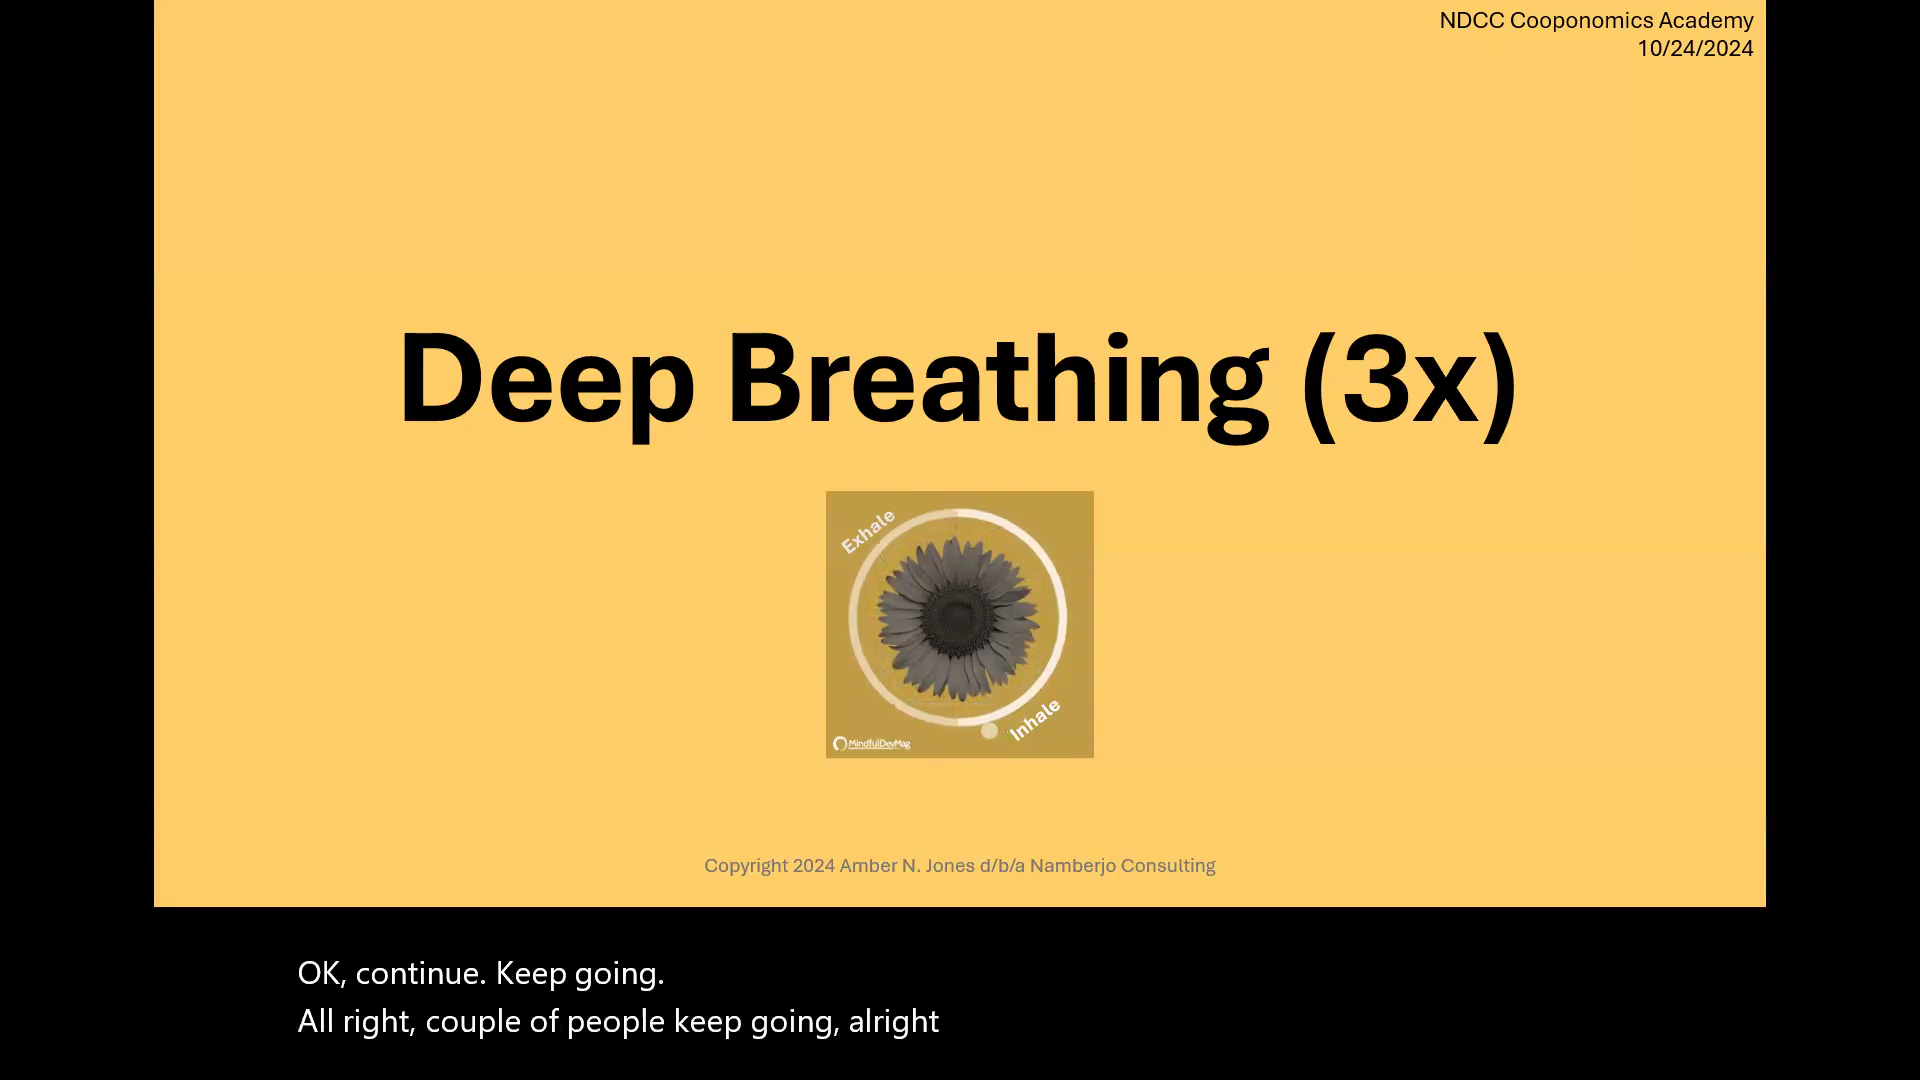 NDCC Cooponomics Academy
10/24/2024
Deep Breathing (3x)
Exhale
Inhale
MindfulDevMag
Copyright 2024 Amber N. Jones d/b/a Namberjo Consulting
OK, continue. Keep going.
All right, couple of people keep going, alright